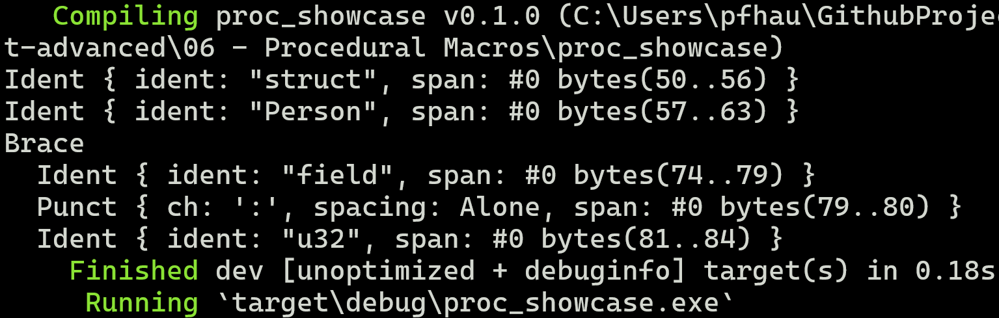 Compiling proc_showcase v0.1.0 (C:\Users\pfhau\GithubProjec
t-advanced\06 - Procedural Macros\proc_showcase)
Ident { ident: "struct", span: #0 bytes(50..56) }
Ident { ident: "Person", span: #0 bytes(57..63) }
Brace
Ident { ident: "field", span: #0 bytes(74..79) }
Punct { ch: ':', spacing: Alone, span: #0 bytes(79..80) }
Ident { ident: "u32", span: #0 bytes(81..84) }
Finished dev [unoptimized + debuginfo] target(s) in 0.18s
Running `target\debug\proc_showcase.exe`